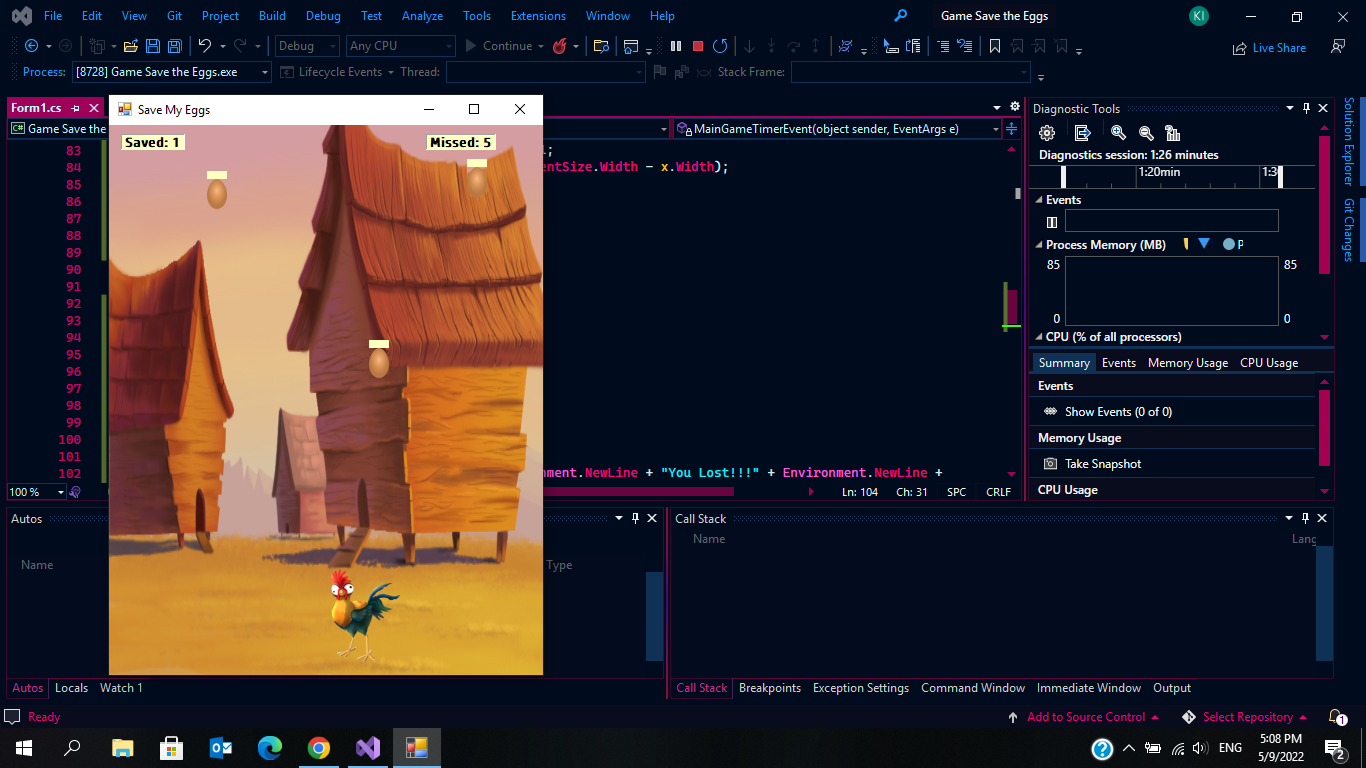 File Edit View Git Project Build Debug Test Analyze Tools Extensions Window Help Game Save the Eggs KI
Debug Any CPU Continue Live Share
Process: [8728] Game Save the Eggs.exe Lifecycle Events Thread: Stack Frame:
Form1.cs
Save My Eggs
Diagnostic Tools
Game Save the
MainGameTimerEvent(object sender, EventArgs e)
Saved: 1
Missed: 5
Diagnostics session: 1:26 minutes
1:20min
Events
Process Memory (MB)
85 85
0 0
CPU (% of all processors)
Summary Events Memory Usage CPU Usage
Events
Show Events (0 of 0)
Memory Usage
Take Snapshot
CPU Usage
83
84 entSize.Width - x.Width);
85
86
87
88
89
90
91
92
93
94
95
96
97
98
99
100
101
102 nment.NewLine + "You Lost!!!" + Environment.NewLine +
100 % Ln: 104 Ch: 31 SPC CRLF
Autos
Name Type
Call Stack
Name Lang
Autos Locals Watch 1
Call Stack Breakpoints Exception Settings Command Window Immediate Window Output
Solution Explorer
Git Changes
Ready Add to Source Control Select Repository 1
ENG 5:08 PM
5/9/2022 2